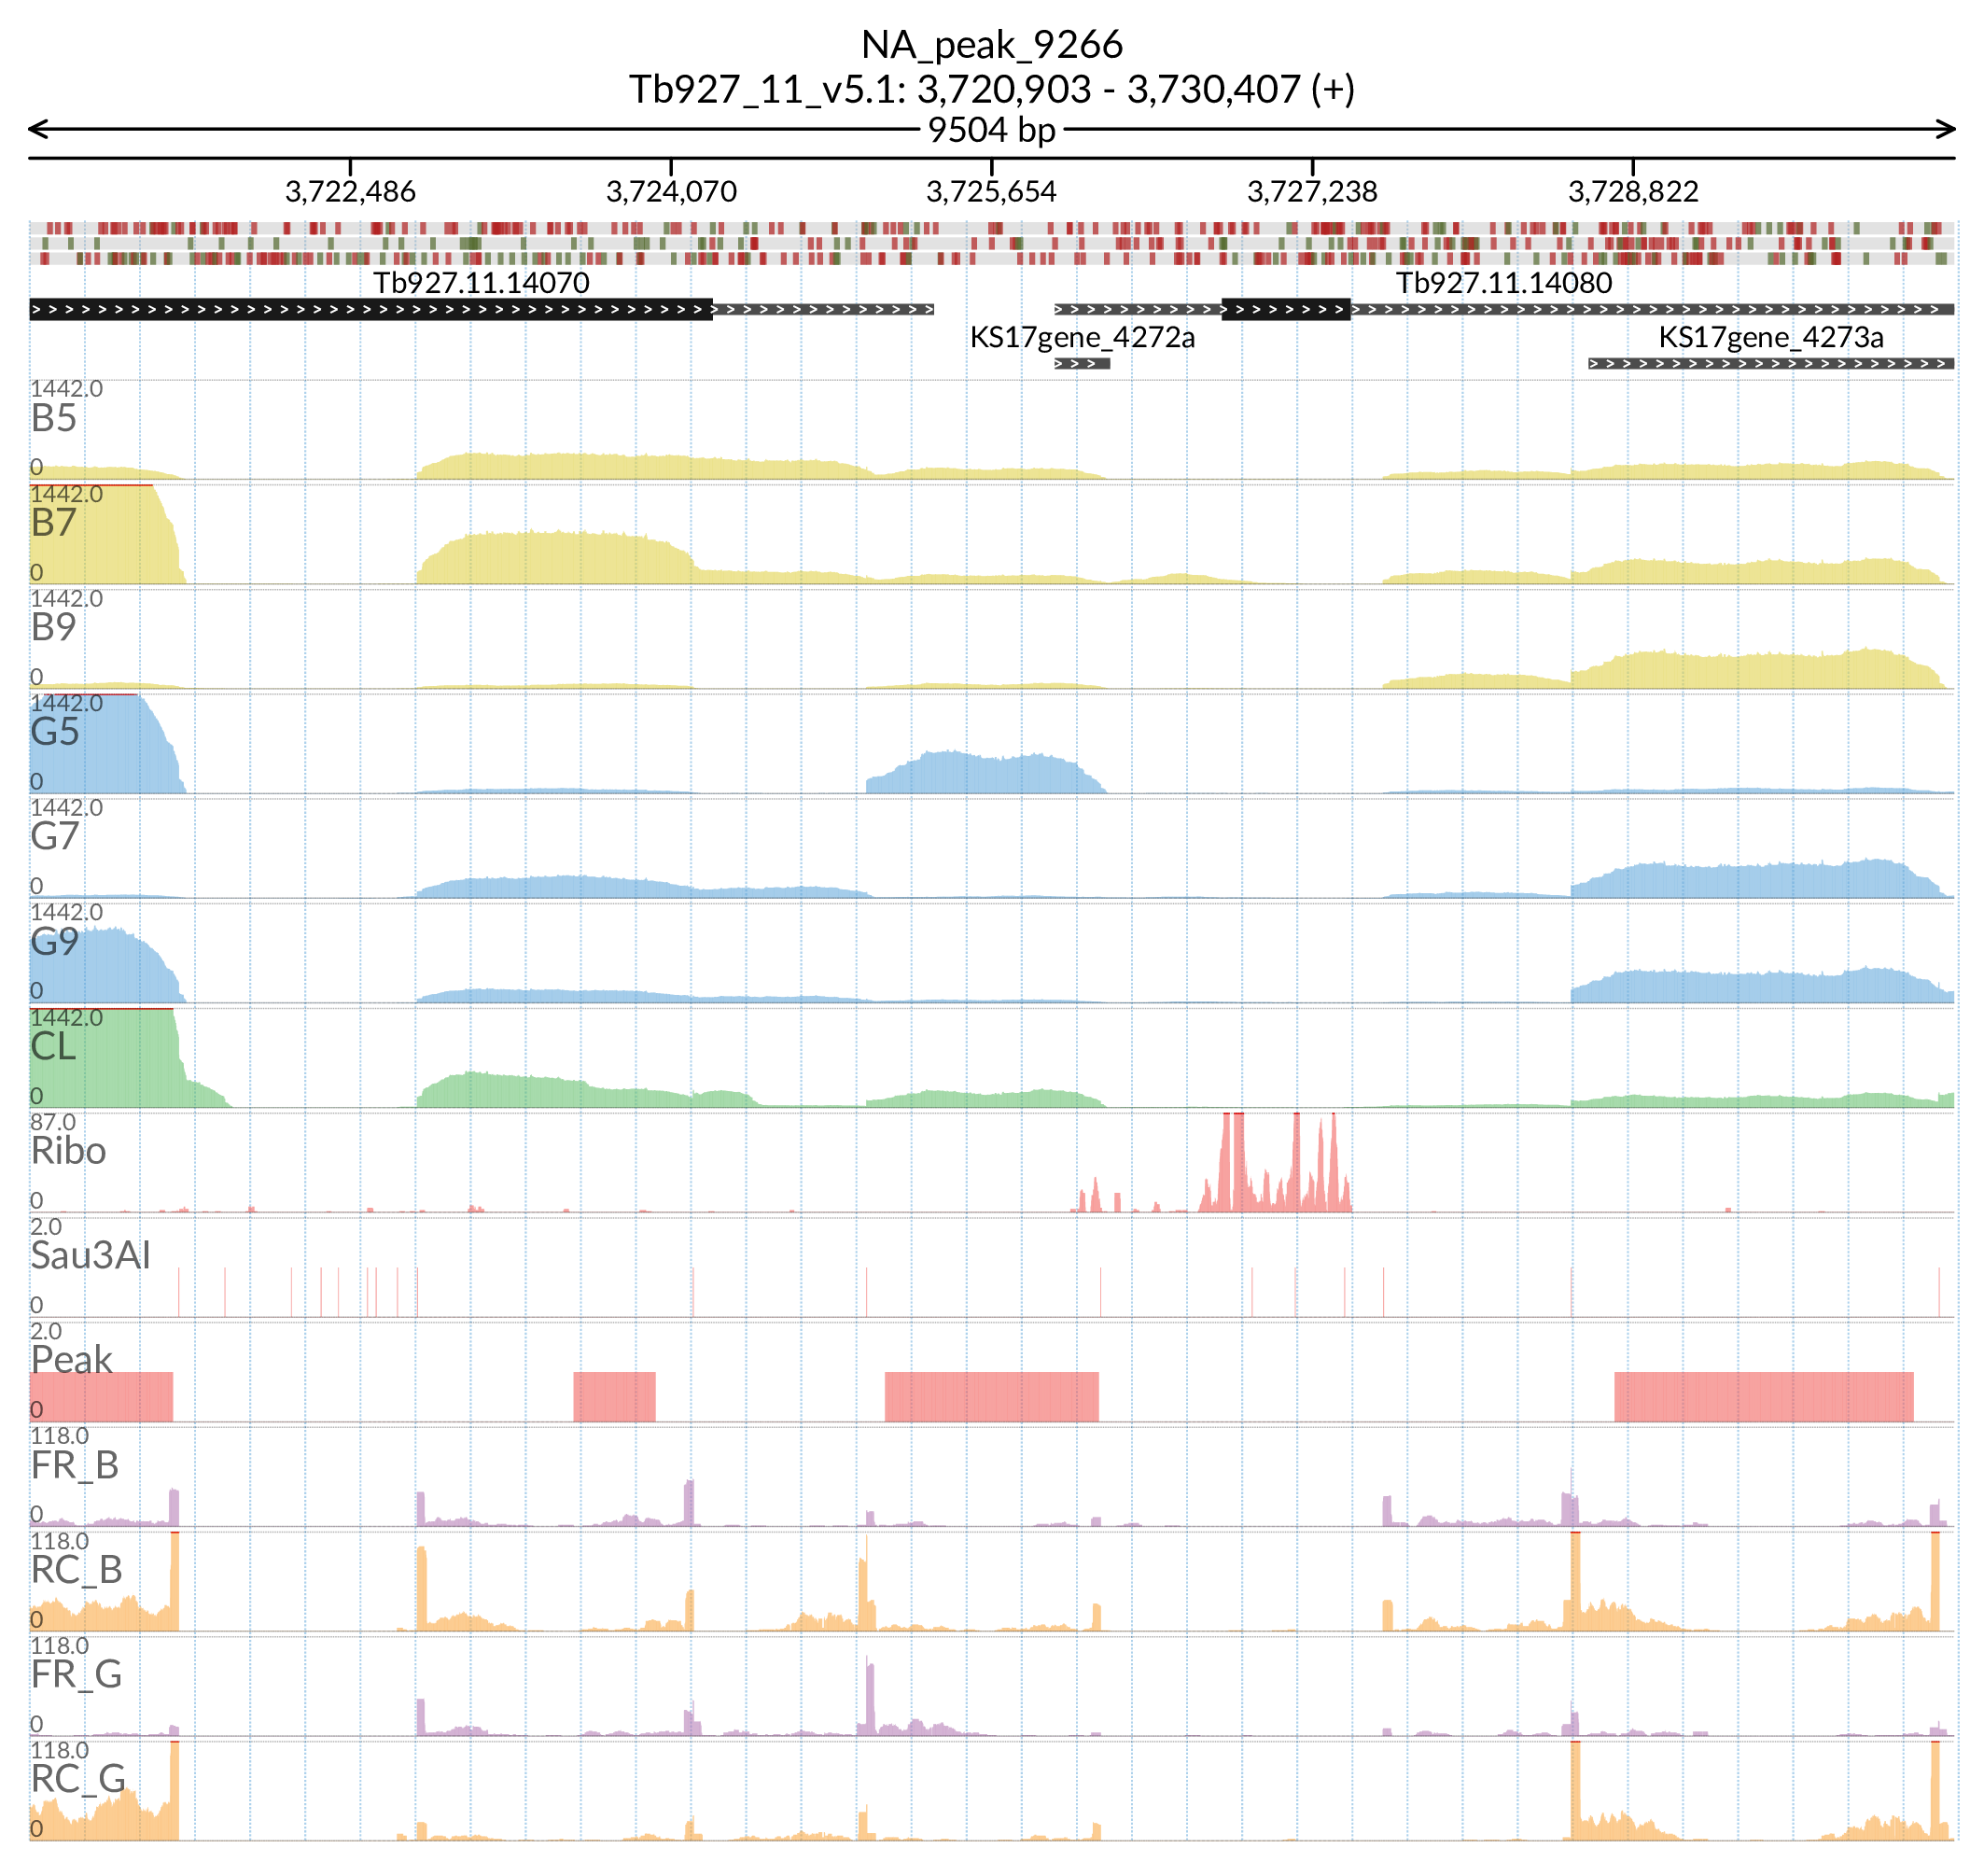 NA_peak_9266
Tb927_11_v5.1: 3,720,903 - 3,730,407 (+)
9504 bp
3,722,486 3,724,070 3,725,654 3,727,238 3,728,822
Tb927.11.14070 Tb927.11.14080
KS17gene_4272a KS17gene_4273a
1442.0
B5
0
1442.0
B7
0
1442.0
B9
0
1442.0
G5
0
1442.0
G7
0
1442.0
G9
0
1442.0
CL
0
87.0
Ribo
0
2.0
Sau3AI
0
2.0
Peak
0
118.0
FR_B
0
118.0
RC_B
0
118.0
FR_G
0
118.0
RC_G
0